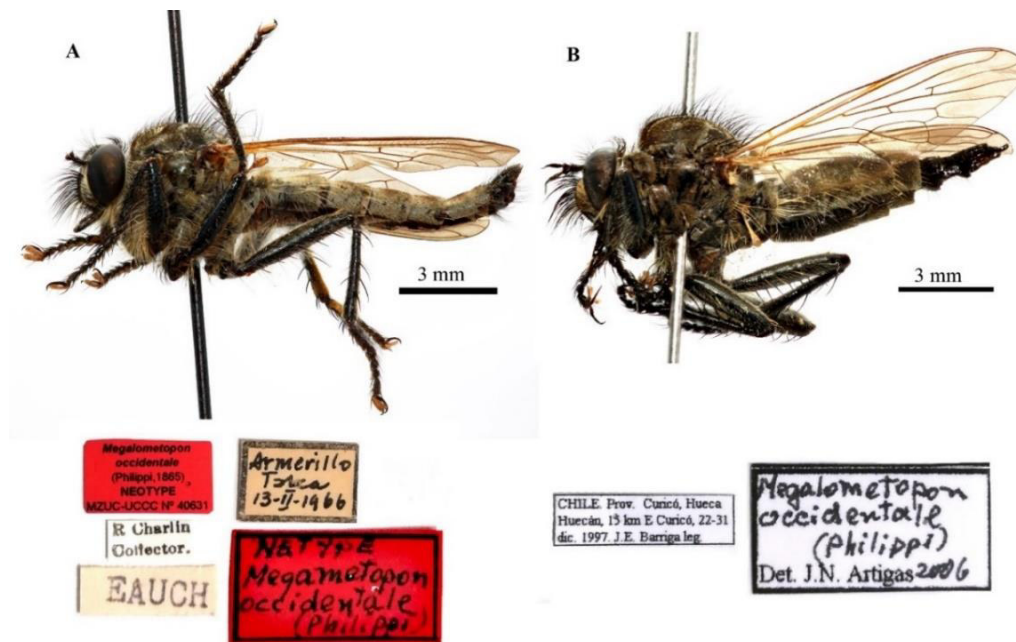 A
B
3 mm
3 mm
Megalometopon
occidentale
(Philippi,1865),
NEOTYPE
MZUC-UCCC Nº 40631
Armerillo
Talca
13-II-1966
R Charlin
Collector.
EAUCH
NETYPE
Megametopon
occidentale
(Philippi)
CHILE. Prov. Curicó, Hueca
Huecán, 15 km E Curicó, 22-31
dic. 1997. J.E. Barriga leg.
Megalometopon
occidentale
(Philippi)
Det. J.N. Artigas 2006